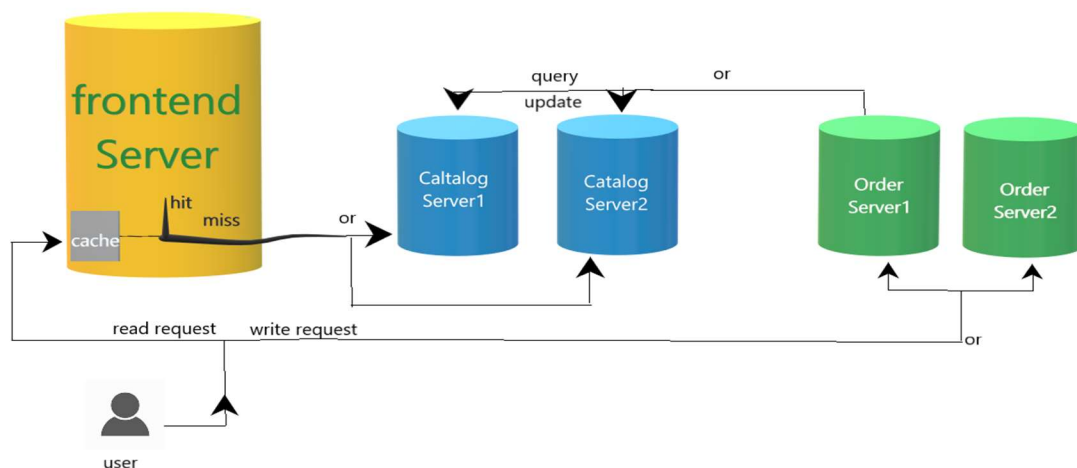 frontend
Server
hit
miss
cache
or
query
update
or
Caltalog
Server1
Catalog
Server2
Order
Server1
Order
Server2
read request
write request
or
user